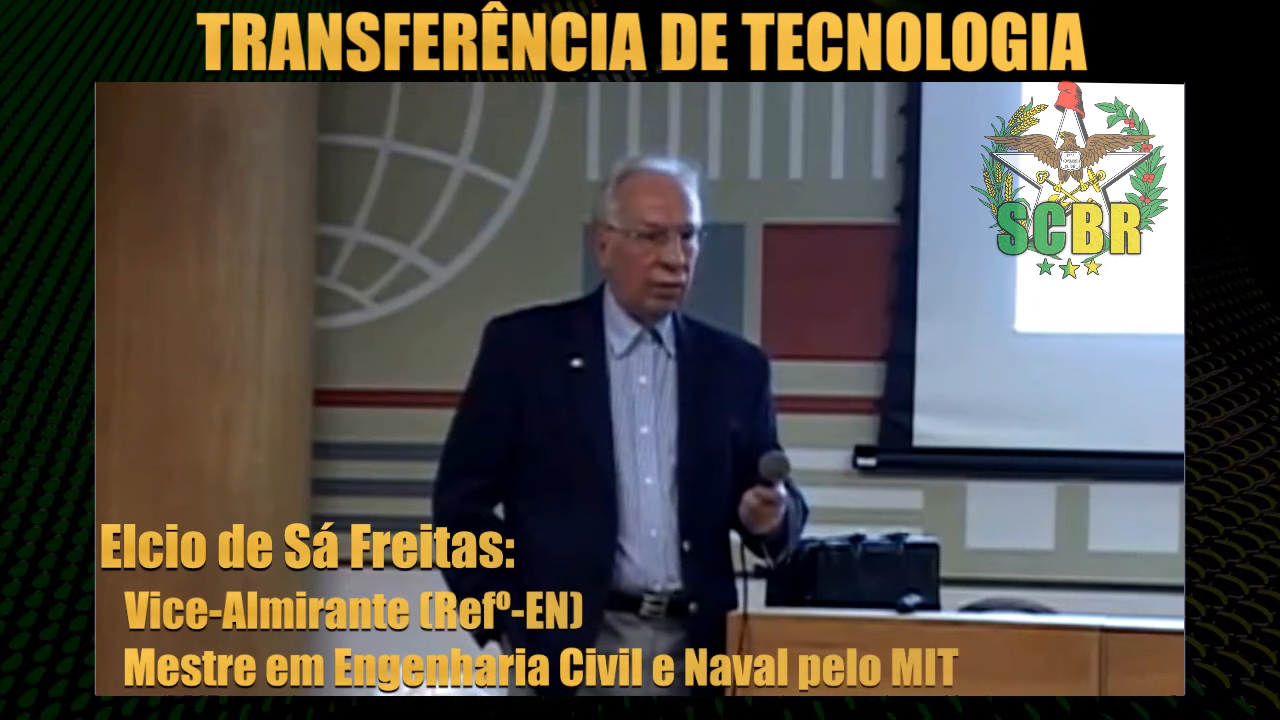 TRANSFERÊNCIA DE TECNOLOGIA
SCBR
Elcio de Sá Freitas:
Vice-Almirante (Refº-EN)
Mestre em Engenharia Civil e Naval pelo MIT